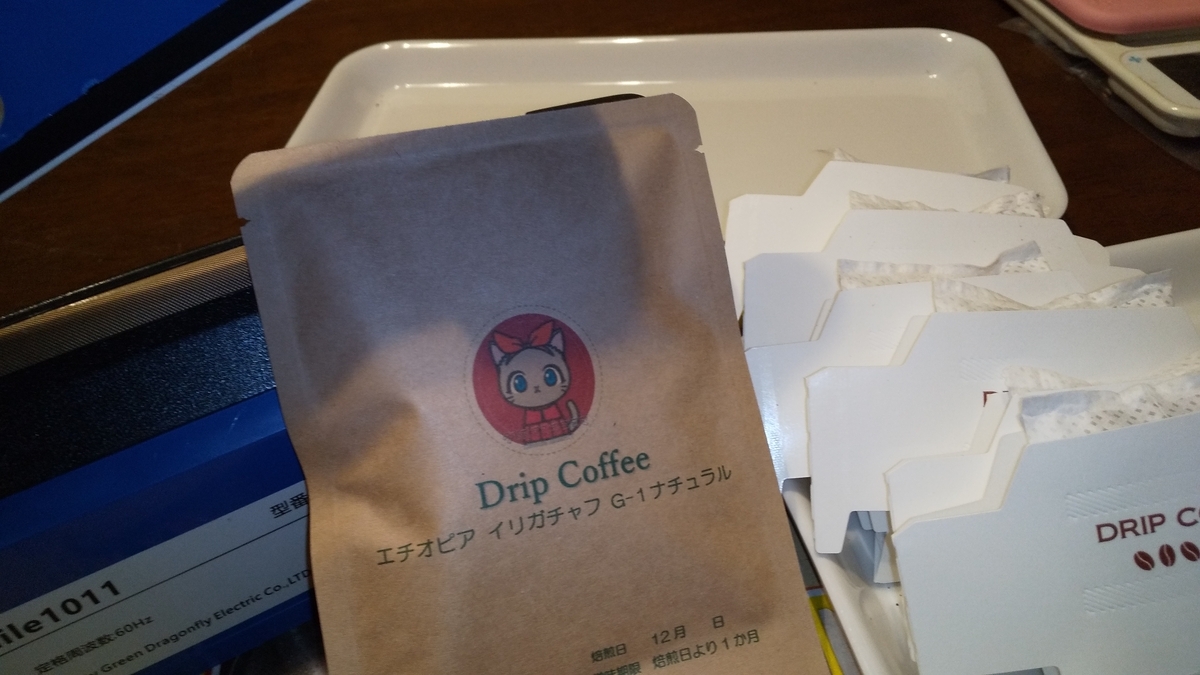 Drip Coffee
エチオピア イリガチャフ G-1ナチュラル
焙煎日 12月 日
焙煎日より1か月
DRIP
型番
1011
定格周波数:60Hz
Green Dragonfly Electric Co.,LTD